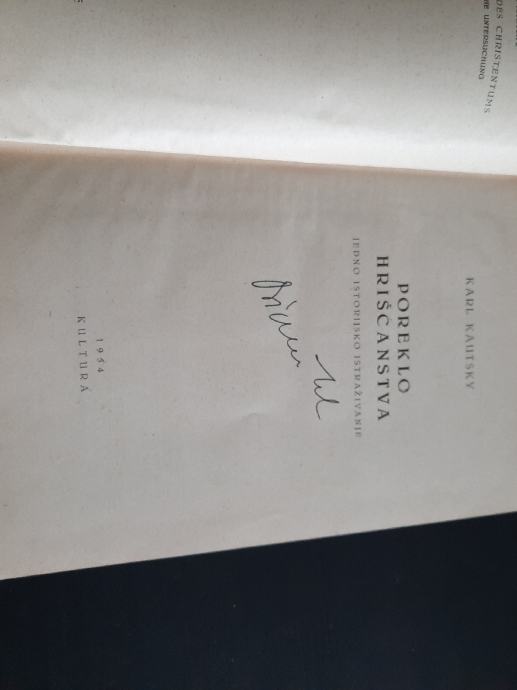 DES CHRISTENTUMS
UNTERSUCHUNG
KARL KAUTSKY
POREKLO
HRIŠĆANSTVA
JEDNO ISTORIJSKO ISTRAŽIVANJE
1954
KULTURA